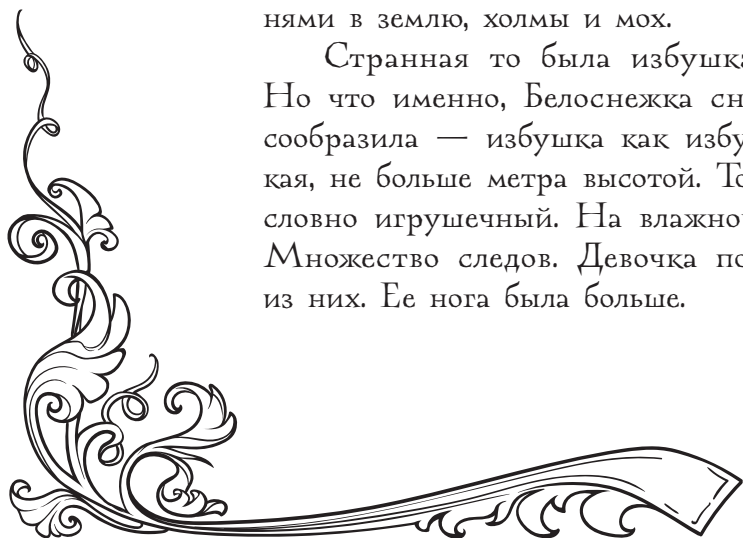 нями в землю, холмы и мох.
Странная то была избушка
Но что именно, Белоснежка сн
сообразила — избушка как избу
кая, не больше метра высотой. То
словно игрушечный. На влажно
Множество следов. Девочка по
из них. Ее нога была больше.